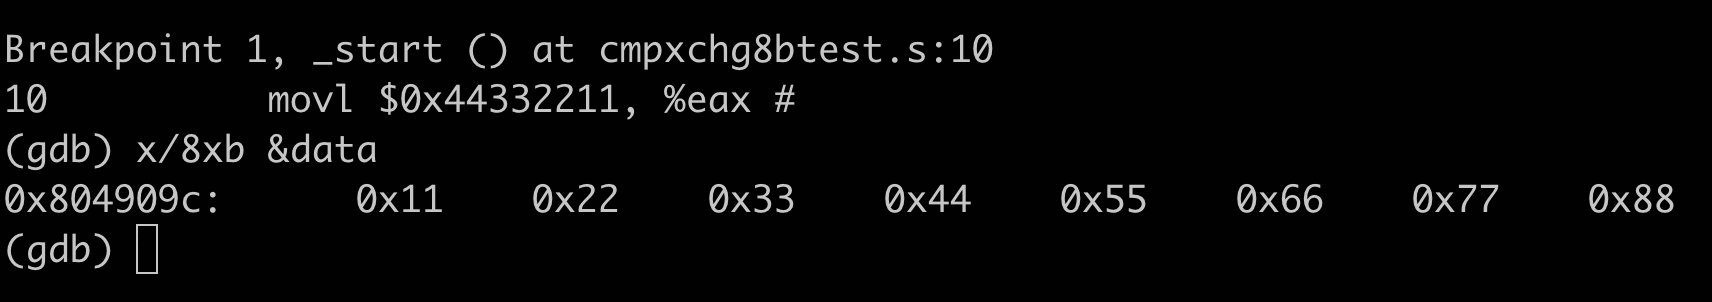 Breakpoint 1, _start () at cmpxchg8btest.s:10
10 movl $0x44332211, %eax #
(gdb) x/8xb &data
0x804909c: 0x11 0x22 0x33 0x44 0x55 0x66 0x77 0x88
(gdb)